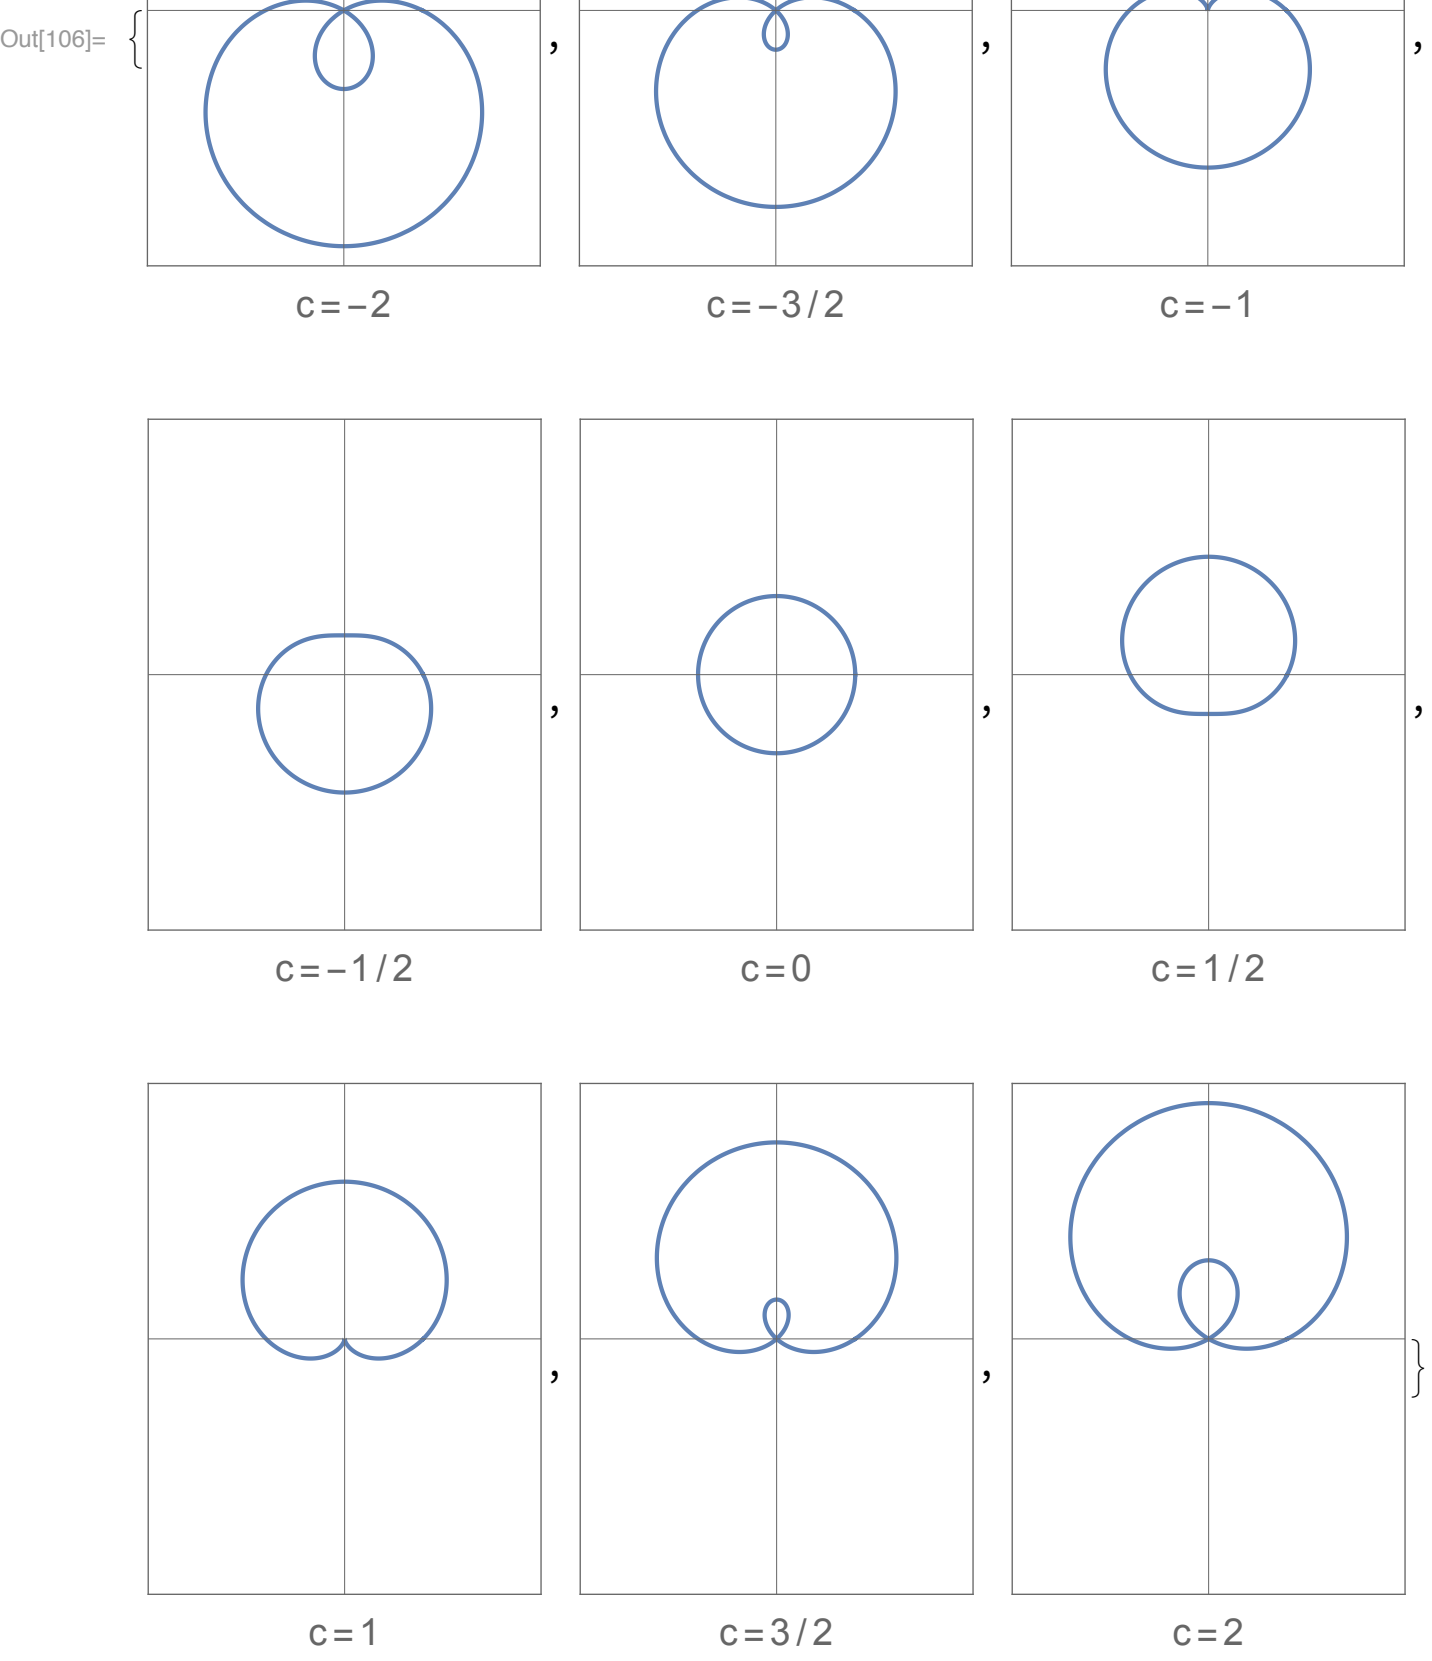 Out[106]= { , , ,
c=−2 c=−3/2 c=−1
, , ,
c=−1/2 c=0 c=1/2
, , }
c=1 c=3/2 c=2